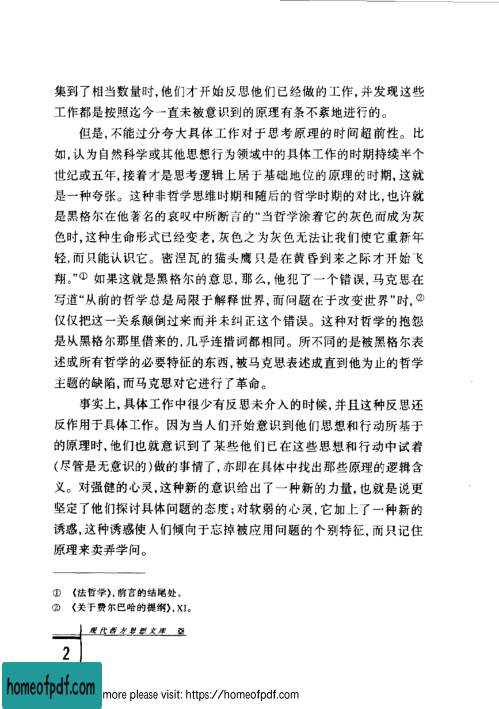 集到了相当数量时,他们才开始反思他们已经做的工作,并发现这些
工作都是按照迄今一直未被意识到的原理有条不紊地进行的。
但是,不能过分夸大具体工作对于思考原理的时间超前性。比
如,认为自然科学或其他思想行为领域中的具体工作的时期持续半个
世纪或五年,接着才是思考逻辑上居于基础地位的原理的时期,这就
是一种夸张。这种非哲学思维时期和随后的哲学时期的对比,也许就
是黑格尔在他著名的哀叹中所断言的“当哲学涂着它的灰色而成为灰
色时,这种生命形式已经变老,灰色之为灰色无法让我们使它重新年
轻,而只能认识它。密涅瓦的猫头鹰只是在黄昏到来之际才开始飞
翔。”① 如果这就是黑格尔的意思,那么,他犯了一个错误,马克思在
写道“从前的哲学总是局限于解释世界,而问题在于改变世界”时,②
仅仅把这一关系颠倒过来而并未纠正这个错误。这种对哲学的抱怨
是从黑格尔那里借来的,几乎连措词都相同。所不同的是被黑格尔表
述成所有哲学的必要特征的东西,被马克思表述成直到他为止的哲学
主题的缺陷,而马克思对它进行了革命。
事实上,具体工作中很少有反思未介入的时候,并且这种反思还
反作用于具体工作。因为当人们开始意识到他们思想和行动所基于
的原理时,他们也就意识到了某些他们已在这些思想和行动中试着
(尽管是无意识的)做的事情了,亦即在具体中找出那些原理的逻辑含
义。对强健的心灵,这种新的意识给出了一种新的力量,也就是说更
坚定了他们探讨具体问题的态度;对软弱的心灵,它加上了一种新的
诱惑,这种诱惑使人们倾向于忘掉被应用问题的个别特征,而只记住
原理来卖弄学问。
① 《法哲学》,前言的结尾处。
② 《关于费尔巴哈的提纲》,XI。
现代西方思想文库
2
homeofpdf.com
more please visit: https://homeofpdf.com